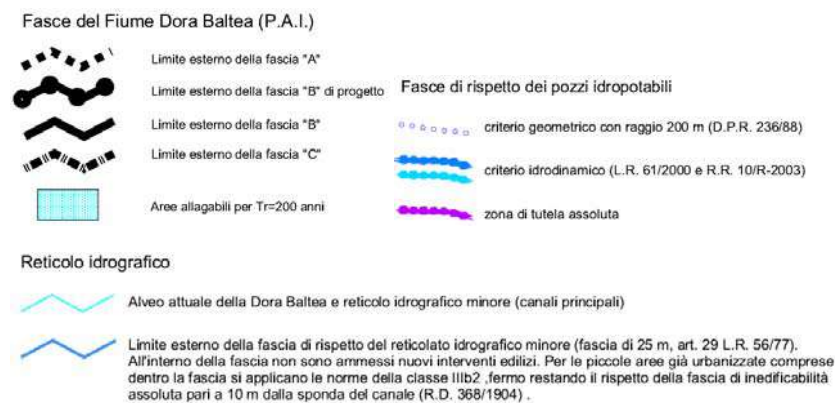 Fasce del Fiume Dora Baltea (P.A.I.)
Limite esterno della fascia "A"
Limite esterno della fascia "B" di progetto
Limite esterno della fascia "B"
Limite esterno della fascia "C"
Aree allagabili per Tr=200 anni
Fasce di rispetto dei pozzi idropotabili
criterio geometrico con raggio 200 m (D.P.R. 236/88)
criterio idrodinamico (L.R. 61/2000 e R.R. 10/R-2003)
zona di tutela assoluta
Reticolo idrografico
Alveo attuale della Dora Baltea e reticolo idrografico minore (canali principali)
Limite esterno della fascia di rispetto del reticolato idrografico minore (fascia di 25 m, art. 29 L.R. 56/77).
All'interno della fascia non sono ammessi nuovi interventi edilizi. Per le piccole aree già urbanizzate comprese
dentro la fascia si applicano le norme della classe IIIb2 ,fermo restando il rispetto della fascia di inedificabilità
assoluta pari a 10 m dalla sponda del canale (R.D. 368/1904) .